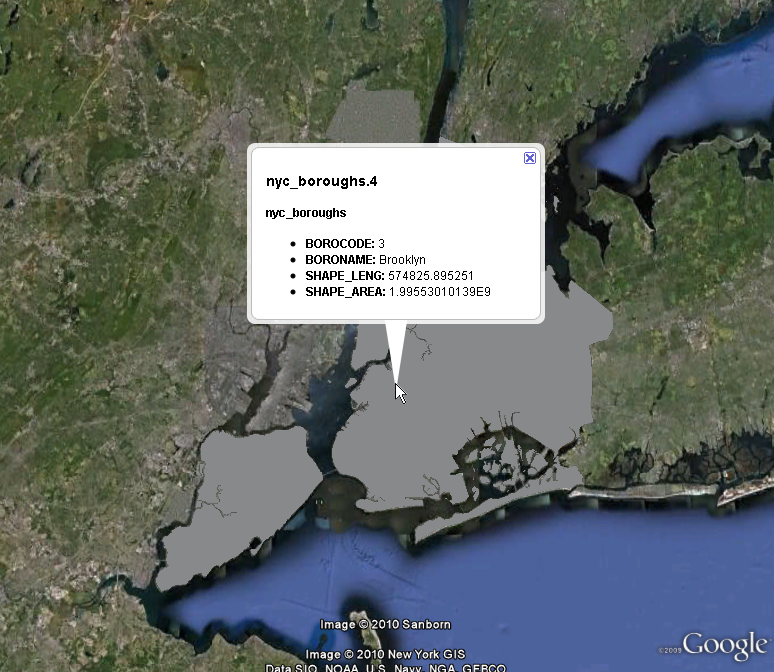 nyc_boroughs.4
nyc_boroughs
BOROCODE: 3
BORONAME: Brooklyn
SHAPE_LENG: 574825.895251
SHAPE_AREA: 1.99553010139E9
Image © 2010 Sanborn
Image © 2010 New York GIS
©2009 Google
Data SIO, NOAA, U.S. Navy, NGA, GEBCO